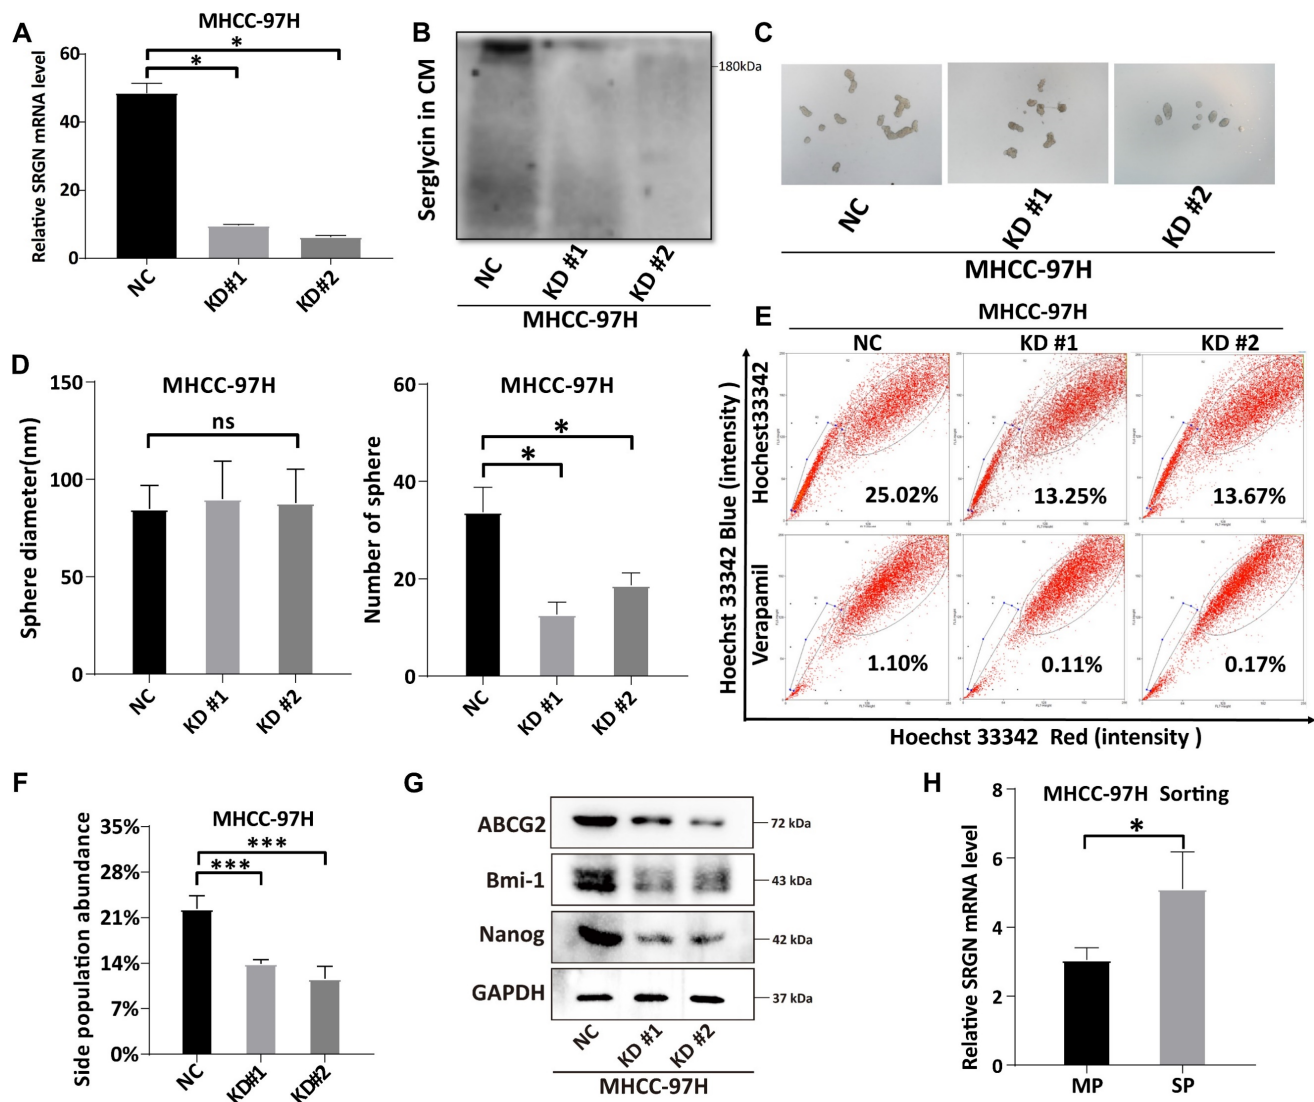 A
MHCC-97H
*
*
Relative SRGN mRNA level
60
40
20
0
NC
KD#1
KD#2
B
Serglycin in CM
180kDa
NC
KD #1
KD #2
MHCC-97H
C
NC
KD #1
KD #2
MHCC-97H
D
MHCC-97H
ns
Sphere diameter(nm)
150
100
50
0
NC
KD #1
KD #2
MHCC-97H
*
*
Number of sphere
60
40
20
0
NC
KD #1
KD #2
E
MHCC-97H
NC
KD #1
KD #2
Hoechst 33342 Blue (intensity )
Hochest33342
25.02%
13.25%
13.67%
Verapamil
1.10%
0.11%
0.17%
Hoechst 33342 Red (intensity )
F
MHCC-97H
***
***
Side population abundance
35%
28%
21%
14%
7%
0%
NC
KD#1
KD#2
G
ABCG2
72 kDa
Bmi-1
43 kDa
Nanog
42 kDa
GAPDH
37 kDa
NC
KD #1
KD #2
MHCC-97H
H
MHCC-97H Sorting
*
Relative SRGN mRNA level
8
6
4
2
0
MP
SP